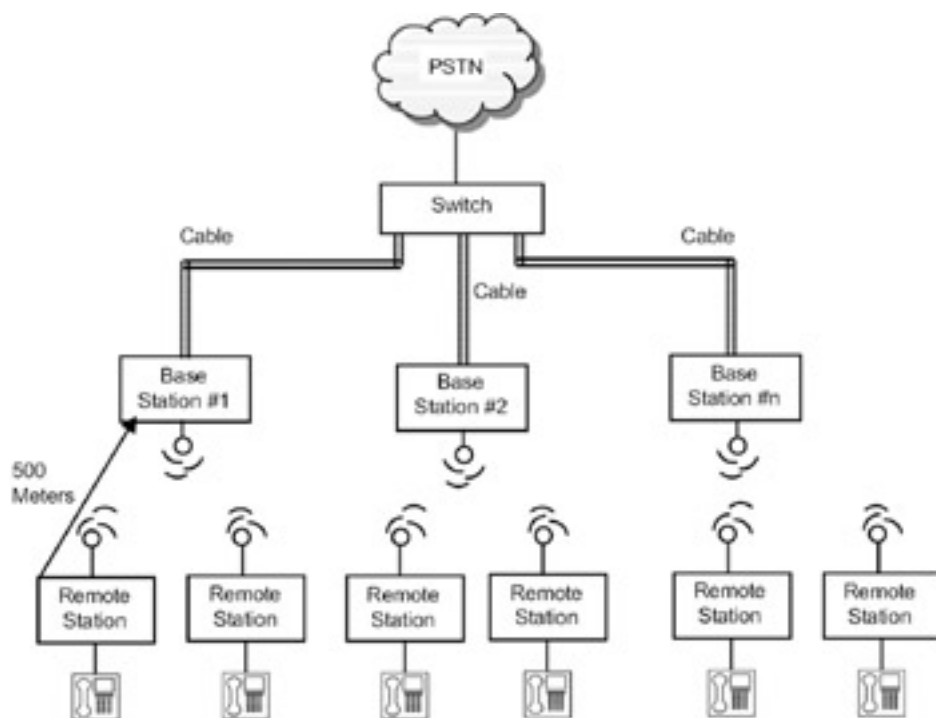 PSTN
Switch
Cable
Cable
Cable
Base
Station #1
Base
Station #2
Base
Station #n
500
Meters
Remote
Station
Remote
Station
Remote
Station
Remote
Station
Remote
Station
Remote
Station